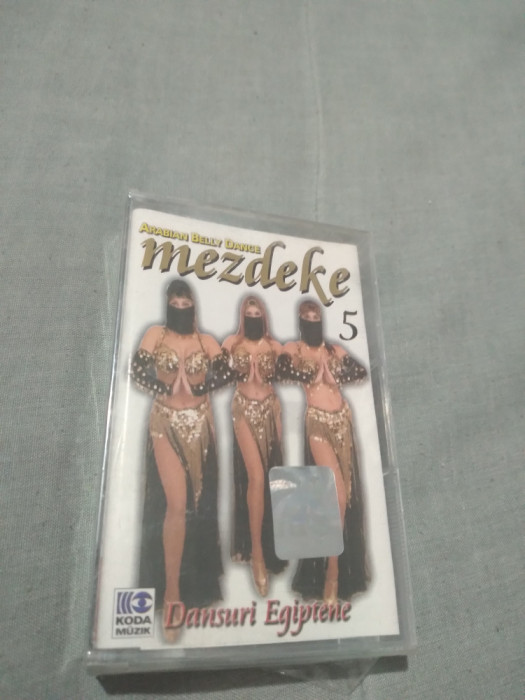 ARABIAN BELLY DANCE
mezdeke
5
Dansuri Egiptene
KODA
MÜZIK